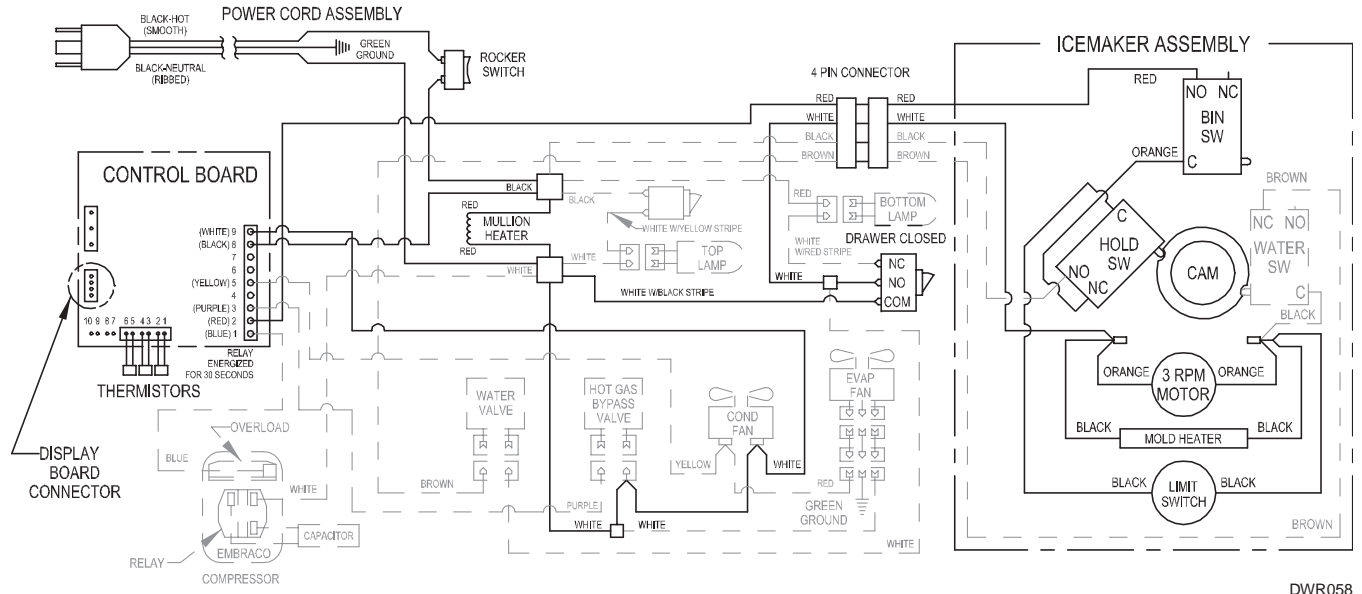 POWER CORD ASSEMBLY
BLACK-HOT
(SMOOTH)
GREEN
GROUND
BLACK-NEUTRAL
(RIBBED)
ROCKER
SWITCH
4 PIN CONNECTOR
RED
RED
WHITE
WHITE
BLACK
BLACK
BROWN
BROWN
ICEMAKER ASSEMBLY
RED
NO NC
BIN
SW
C
ORANGE
C
HOLD
SW
NO
NC
CAM
BROWN
NC NO
WATER
SW
C
BLACK
ORANGE
3 RPM
MOTOR
ORANGE
BLACK
MOLD HEATER
BLACK
BLACK
LIMIT
SWITCH
BLACK
BROWN
CONTROL BOARD
(WHITE) 9
(BLACK) 8
7
6
(YELLOW) 5
4
(PURPLE) 3
(RED) 2
(BLUE) 1
10 9 8 7 6 5 4 3 2 1
RELAY
ENERGIZED
FOR 30 SECONDS
THERMISTORS
DISPLAY
BOARD
CONNECTOR
BLACK
RED
MULLION
HEATER
RED
BLACK
WHITE W/YELLOW STRIPE
WHITE
TOP
LAMP
WHITE
RED
BOTTOM
LAMP
WHITE
W/RED STRIPE
DRAWER CLOSED
NC
NO
COM
WHITE
WHITE W/BLACK STRIPE
OVERLOAD
BLUE
WHITE
CAPACITOR
RELAY
EMBRACO
COMPRESSOR
WATER
VALVE
BROWN
HOT GAS
BYPASS
VALVE
PURPLE
WHITE
WHITE
COND
FAN
YELLOW
WHITE
EVAP
FAN
RED
GREEN
GROUND
WHITE
DWR058